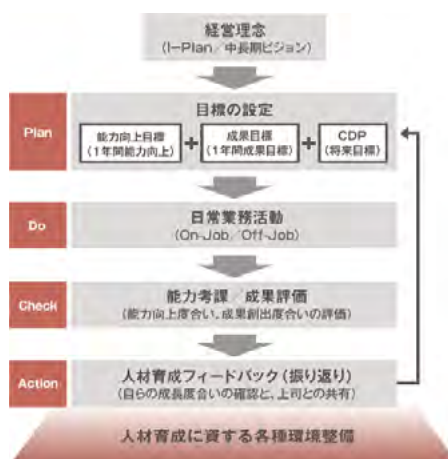 経営理念
(I-Plan/中長期ビジョン)
Plan
目標の設定
能力向上目標
(1年間能力向上)
+
成果目標
(1年間成果目標)
+
CDP
(将来目標)
Do
日常業務活動
(On-Job/Off-Job)
Check
能力考課/成果評価
(能力向上度合い、成果創出度合いの評価)
Action
人材育成フィードバック(振り返り)
(自らの成長度合いの確認と、上司との共有)
人材育成に資する各種環境整備